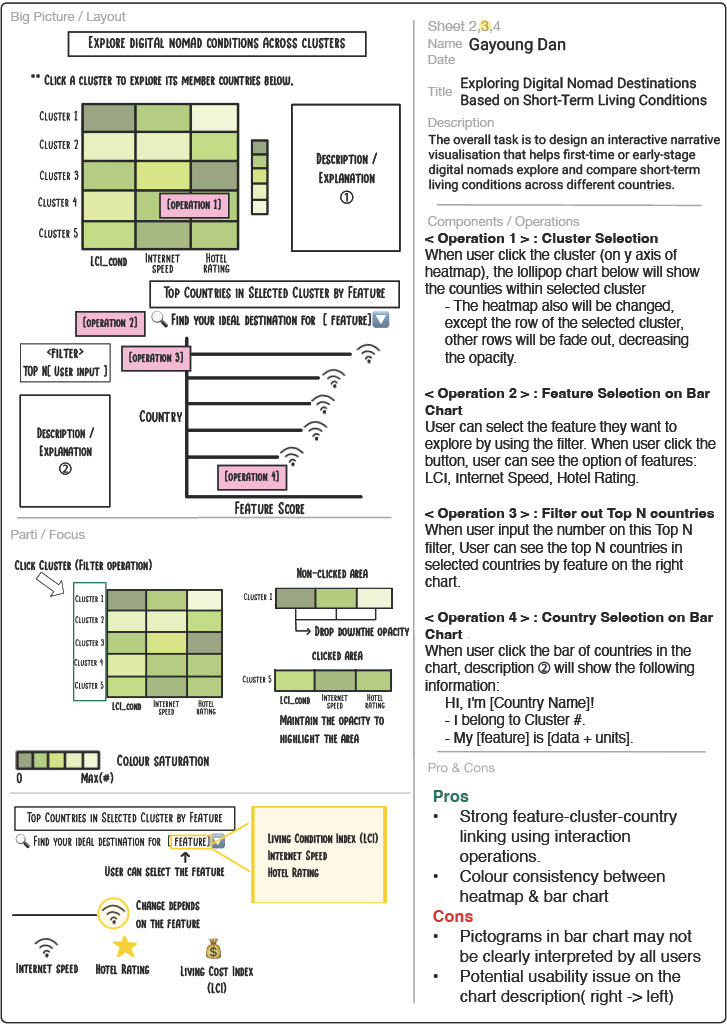 Big Picture / Layout
EXPLORE DIGITAL NOMAD CONDITIONS ACROSS CLUSTERS
** CLICK A CLUSTER TO EXPLORE ITS MEMBER COUNTRIES BELOW.
CLUSTER 1
CLUSTER 2
CLUSTER 3
CLUSTER 4
CLUSTER 5
[OPERATION 1]
LCI_COND
INTERNET
SPEED
HOTEL
RATING
DESCRIPTION /
EXPLANATION
①
TOP COUNTRIES IN SELECTED CLUSTER BY FEATURE
[OPERATION 2]
FIND YOUR IDEAL DESTINATION FOR [ FEATURE]
<FILTER>
TOP N[ USER INPUT ]
[OPERATION 3]
COUNTRY
DESCRIPTION /
EXPLANATION
②
[OPERATION 4]
FEATURE SCORE
Parti / Focus
CLICK CLUSTER (FILTER OPERATION)
CLUSTER 1
CLUSTER 2
CLUSTER 3
CLUSTER 4
CLUSTER 5
LCI_COND
INTERNET
SPEED
HOTEL
RATING
NON-CLICKED AREA
CLUSTER 1
DROP DOWNTHE OPACITY
CLICKED AREA
CLUSTER 5
LCI_COND
INTERNET
SPEED
HOTEL
RATING
MAINTAIN THE OPACITY TO
HIGHLIGHT THE AREA
COLOUR SATURATION
0
MAX(#)
TOP COUNTRIES IN SELECTED CLUSTER BY FEATURE
FIND YOUR IDEAL DESTINATION FOR [FEATURE]
USER CAN SELECT THE FEATURE
LIVING CONDITION INDEX (LCI)
INTERNET SPEED
HOTEL RATING
CHANGE DEPENDS
ON THE FEATURE
INTERNET SPEED
HOTEL RATING
LIVING COST INDEX
(LCI)
Sheet 2,3,4
Name Gayoung Dan
Date
Title Exploring Digital Nomad Destinations
Based on Short-Term Living Conditions
Description
The overall task is to design an interactive narrative
visualisation that helps first-time or early-stage
digital nomads explore and compare short-term
living conditions across different countries.
Components / Operations
< Operation 1 > : Cluster Selection
When user click the cluster (on y axis of
heatmap), the lollipop chart below will show
the counties within selected cluster
- The heatmap also will be changed,
except the row of the selected cluster,
other rows will be fade out, decreasing
the opacity.
< Operation 2 > : Feature Selection on Bar
Chart
User can select the feature they want to
explore by using the filter. When user click the
button, user can see the option of features:
LCI, Internet Speed, Hotel Rating.
< Operation 3 > : Filter out Top N countries
When user input the number on this Top N
filter, User can see the top N countries in
selected countries by feature on the right
chart.
< Operation 4 > : Country Selection on Bar
Chart
When user click the bar of countries in the
chart, description ② will show the following
information:
Hi, I'm [Country Name]!
- I belong to Cluster #.
- My [feature] is [data + units].
Pro & Cons
Pros
• Strong feature-cluster-country
linking using interaction
operations.
• Colour consistency between
heatmap & bar chart
Cons
• Pictograms in bar chart may not
be clearly interpreted by all users
• Potential usability issue on the
chart description( right -> left)